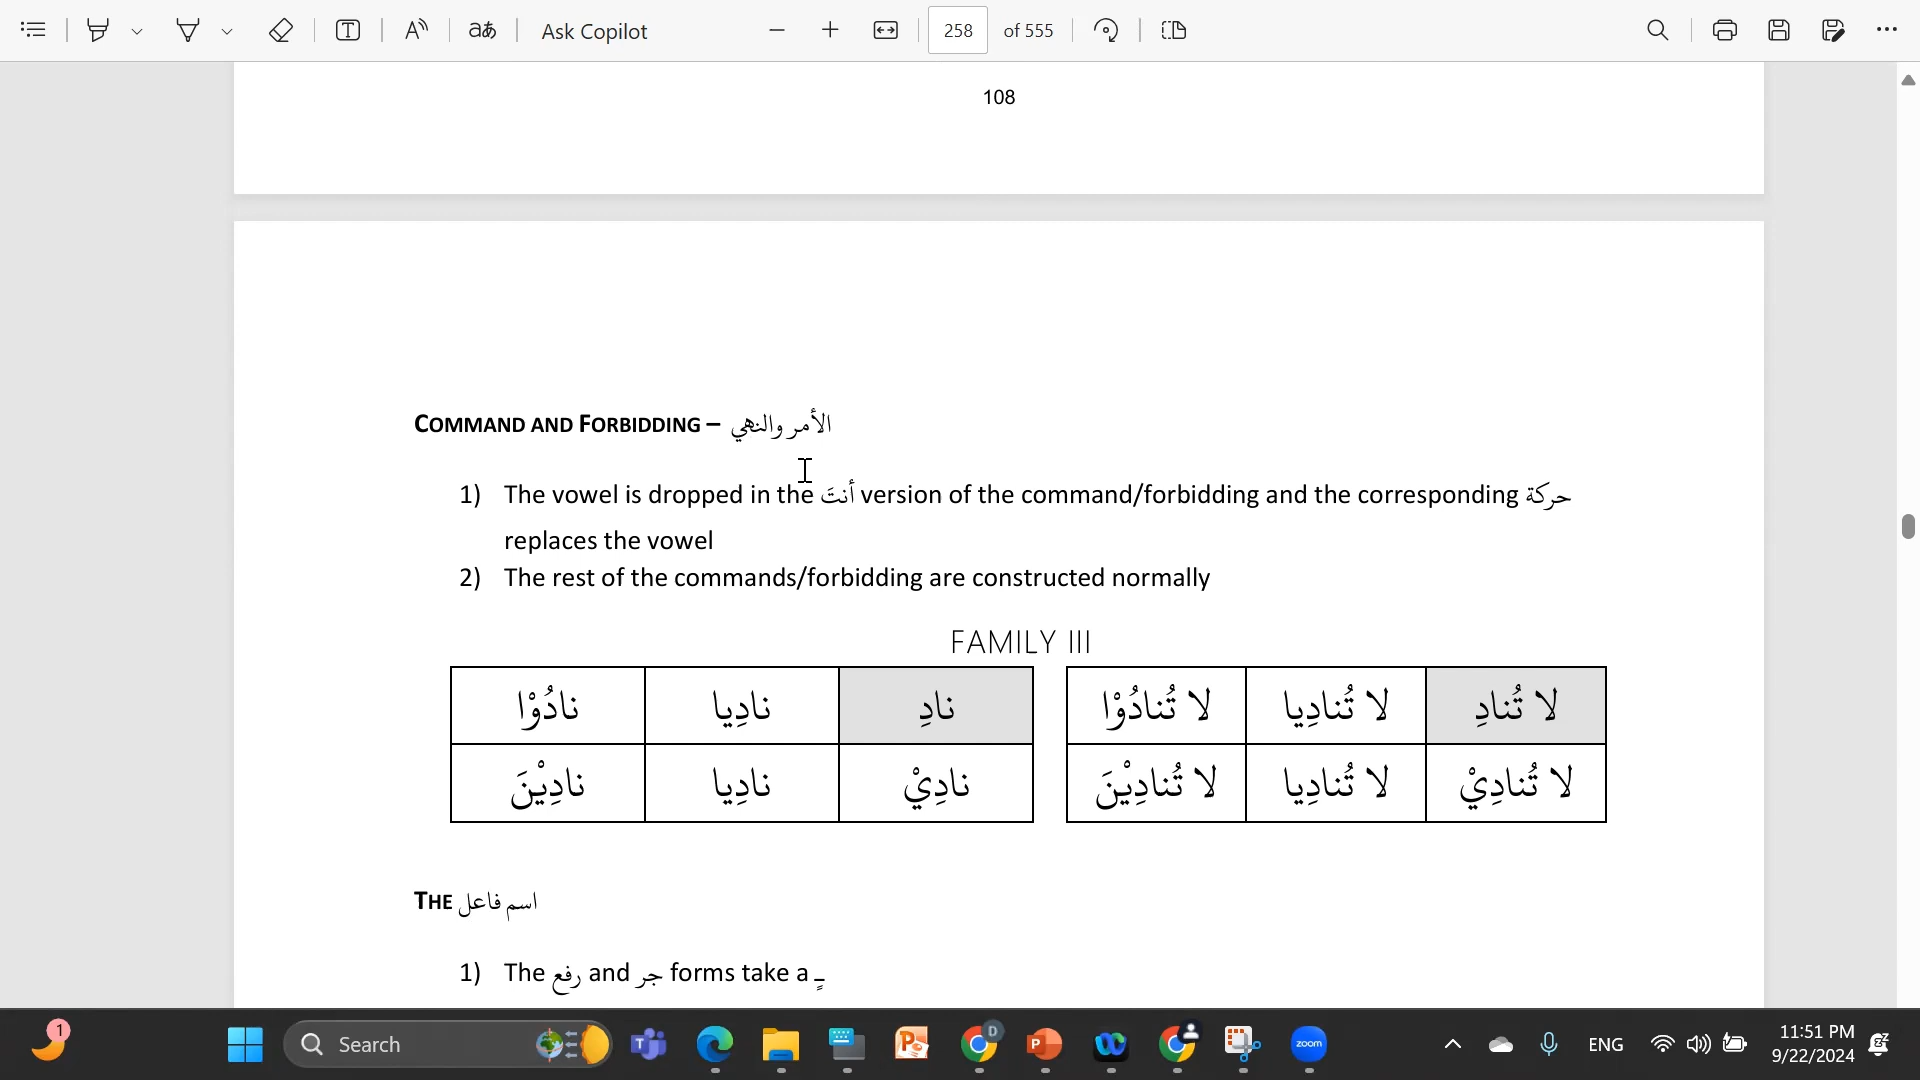 Ask Copilot
258 of 555
108
COMMAND AND FORBIDDING – الأمر والنهي
1) The vowel is dropped in the أنتَ version of the command/forbidding and the corresponding حركة
replaces the vowel
2) The rest of the commands/forbidding are constructed normally
FAMILY III
لا تُنادِ لا تُنادِيا لا تُنادُوْا نادِ نادِيا نادُوْا
لا تُنادِيْ لا تُنادِيا لا تُنادِيْنَ نادِيْ نادِيا نادِيْنَ
THE اسم فاعل
1) The رفع and جر forms take a ـٍ
1
Search
D
zoom
ENG
11:51 PM
9/22/2024